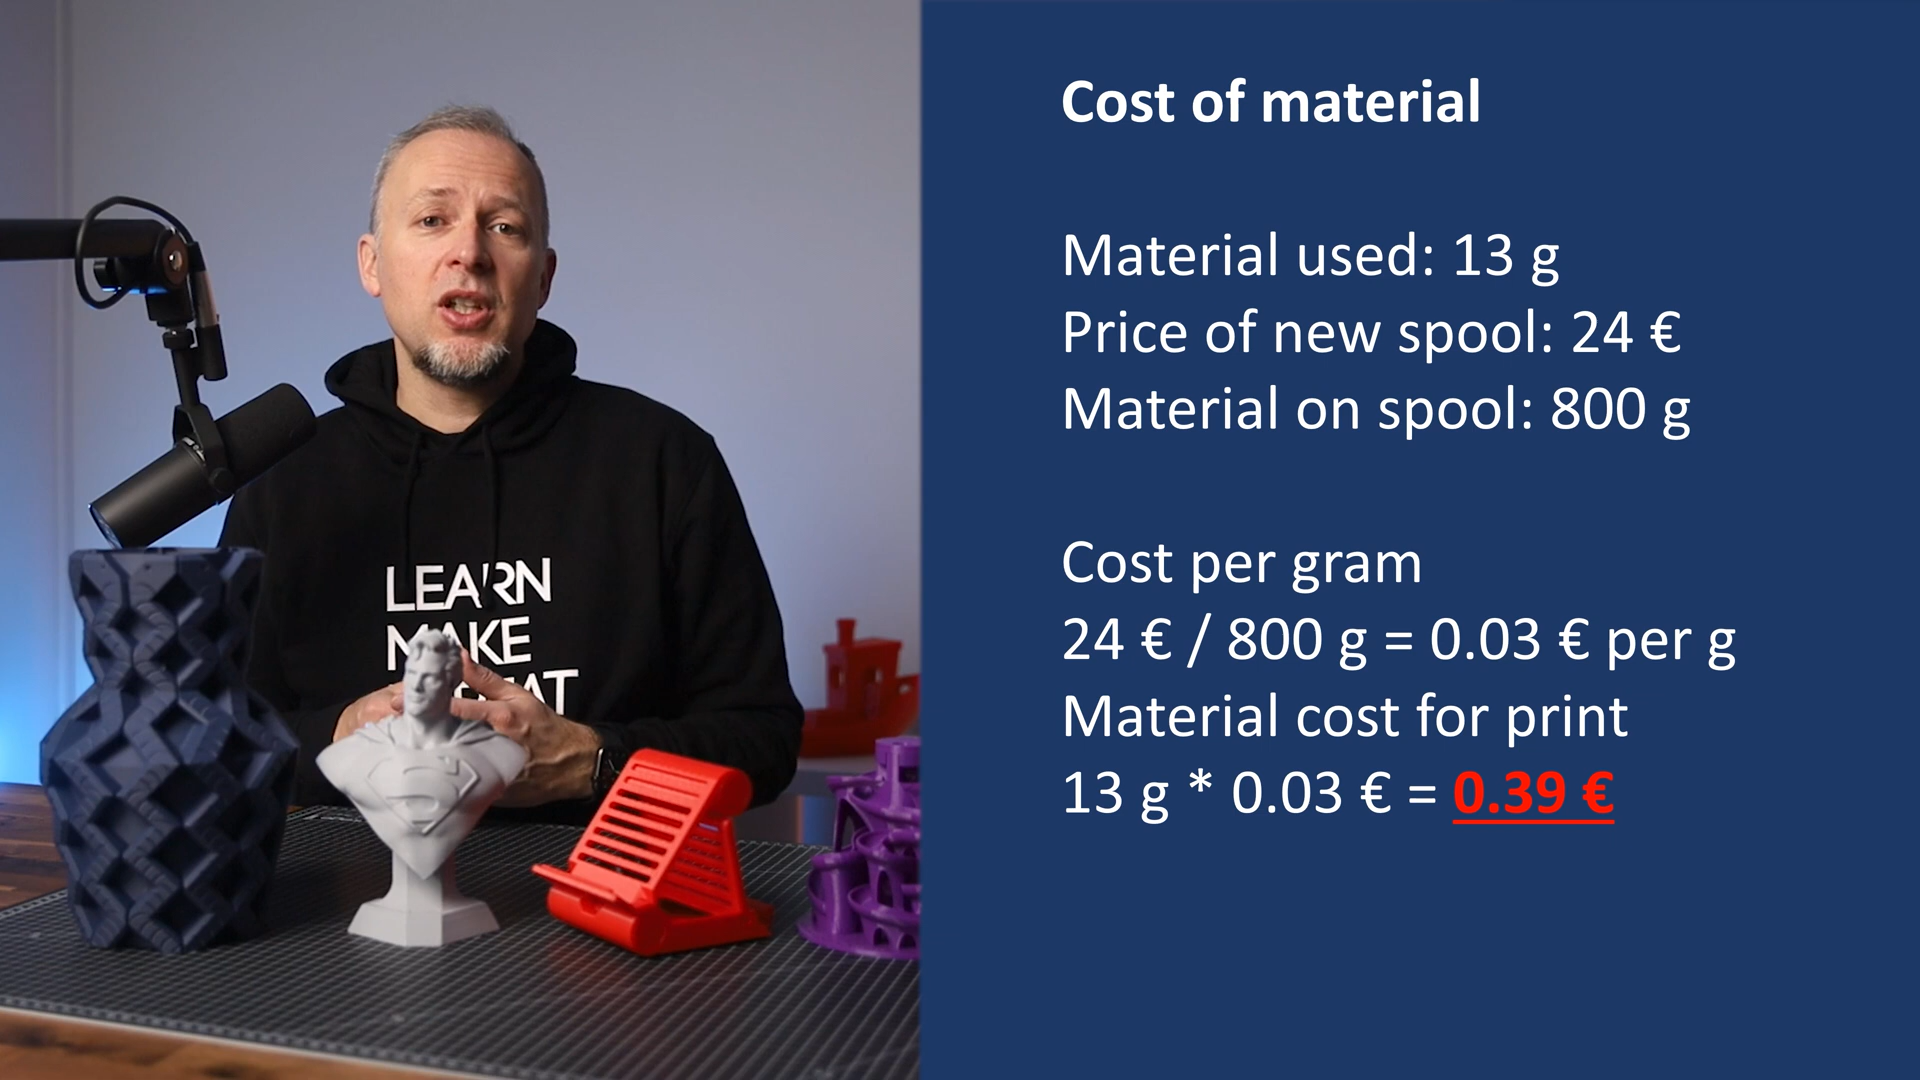 LEARN
MAKE
Cost of material
Material used: 13 g
Price of new spool: 24 €
Material on spool: 800 g
Cost per gram
24 € / 800 g = 0.03 € per g
Material cost for print
13 g * 0.03 € = 0.39 €